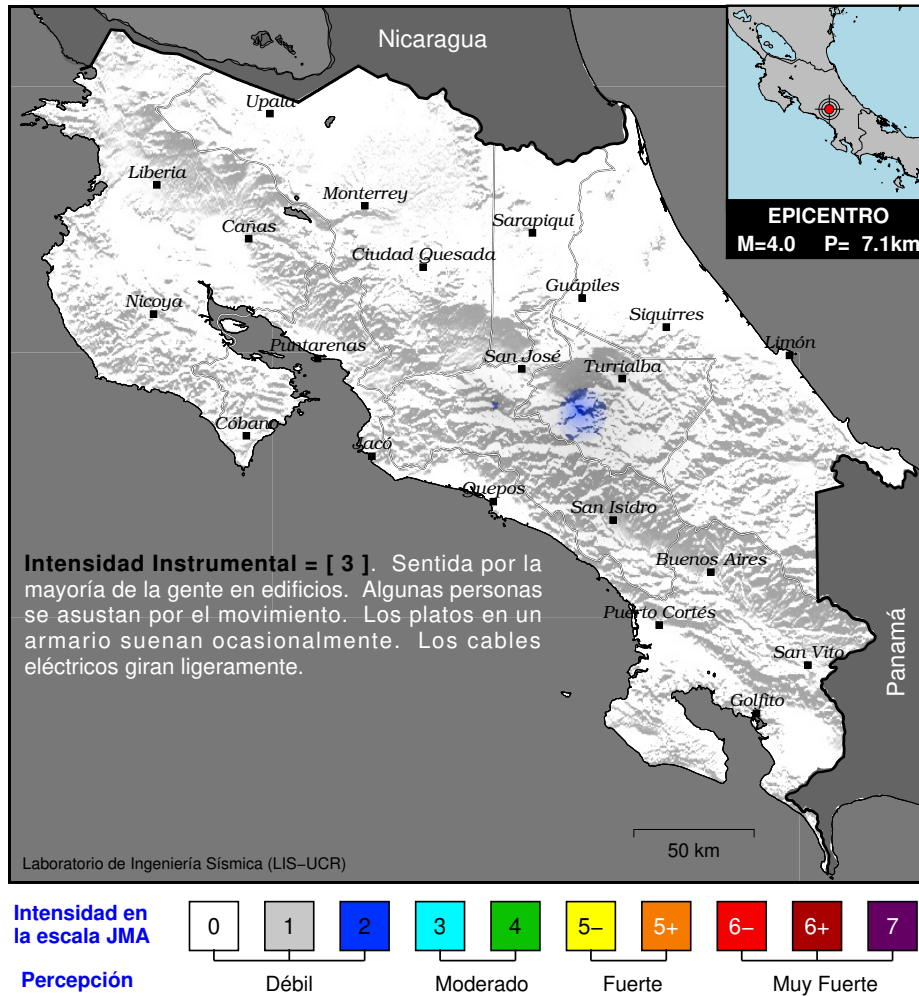 Nicaragua
Upala
Liberia
Monterrey
Cañas
Sarapiquí
EPICENTRO
M=4.0 P= 7.1km
Ciudad Quesada
Guápiles
Nicoya
Siquirres
Puntarenas
San José
Limón
Turrialba
Cóbano
Jacó
Quepos
San Isidro
Buenos Aires
Intensidad Instrumental = [ 3 ]. Sentida por la
mayoría de la gente en edificios. Algunas personas
se asustan por el movimiento. Los platos en un
armario suenan ocasionalmente. Los cables
eléctricos giran ligeramente.
Puerto Cortés
San Vito
Panamá
Golfito
50 km
Laboratorio de Ingeniería Sísmica (LIS−UCR)
Intensidad en
la escala JMA
0 1 2 3 4 5− 5+ 6− 6+ 7
Percepción
Débil Moderado Fuerte Muy Fuerte